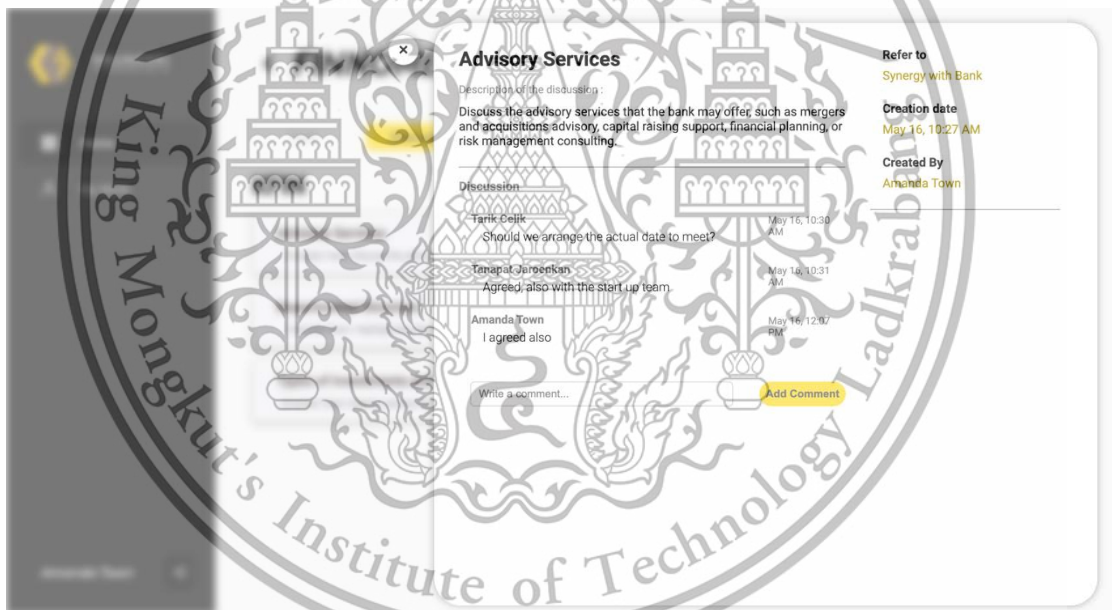 Advisory Services
Description of the discussion :
Discuss the advisory services that the bank may offer, such as mergers
and acquisitions advisory, capital raising support, financial planning, or
risk management consulting.
Discussion
Tarik Celik
May 16, 10:30
AM
Should we arrange the actual date to meet?
Tanapat Jaroenkan
May 16, 10:31
AM
Agreed, also with the start up team
Amanda Town
May 16, 12:07
PM
I agreed also
Write a comment...
Add Comment
Refer to
Synergy with Bank
Creation date
May 16, 10:27 AM
Created By
Amanda Town
King Mongkut's Institute of Technology Ladkrabang